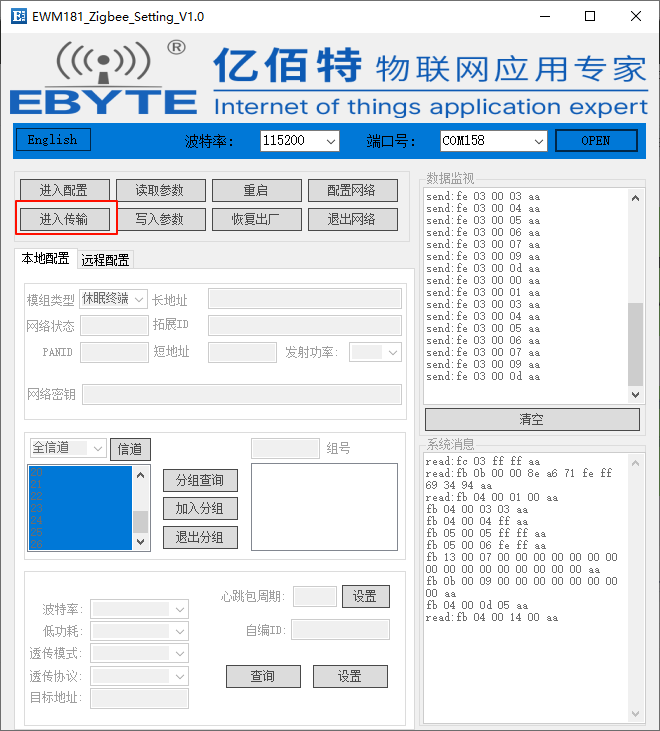 EWM181_Zigbee_Setting_V1.0
EBYTE ®
亿佰特 物联网应用专家
Internet of things application expert
English 波特率: 115200 端口号: COM158 OPEN
进入配置 读取参数 重启 配置网络
进入传输 写入参数 恢复出厂 退出网络
本地配置 远程配置
模组类型 休眠终端 长地址
网络状态 拓展ID
PANID 短地址 发射功率:
网络密钥
全信道 信道 组号
分组查询
加入分组
退出分组
心跳包周期: 设置
波特率: 自编ID:
低功耗:
透传模式:
透传协议: 查询 设置
目标地址:
数据监视
send:fe 03 00 03 aa
send:fe 03 00 04 aa
send:fe 03 00 05 aa
send:fe 03 00 06 aa
send:fe 03 00 07 aa
send:fe 03 00 09 aa
send:fe 03 00 0d aa
send:fe 03 00 00 aa
send:fe 03 00 01 aa
send:fe 03 00 03 aa
send:fe 03 00 04 aa
send:fe 03 00 05 aa
send:fe 03 00 06 aa
send:fe 03 00 07 aa
send:fe 03 00 09 aa
send:fe 03 00 0d aa
清空
系统消息
read:fc 03 ff ff aa
read:fb 0b 00 00 8e a6 71 fe ff
69 34 94 aa
read:fb 04 00 01 00 aa
fb 04 00 03 03 aa
fb 04 00 04 ff aa
fb 05 00 05 ff ff aa
fb 05 00 06 fe ff aa
fb 13 00 07 00 00 00 00 00 00 00
00 00 00 00 00 00 00 00 00 aa
fb 0b 00 09 00 00 00 00 00 00 00
00 aa
fb 04 00 0d 05 aa
read:fb 04 00 14 00 aa